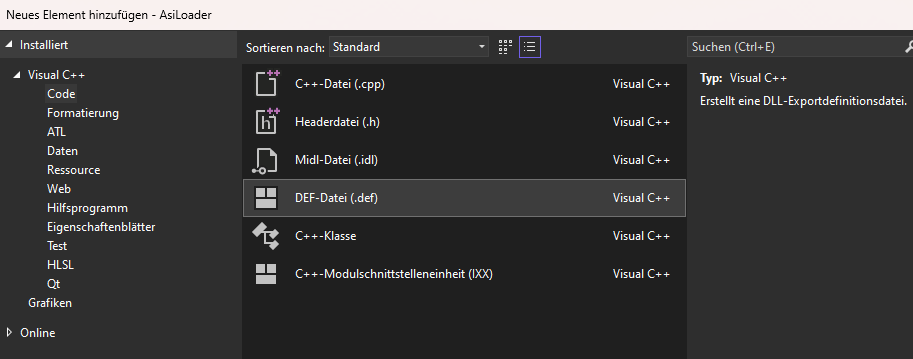 Neues Element hinzufügen - AsiLoader
Installiert
Sortieren nach: Standard
Suchen (Ctrl+E)
Visual C++
Code
Formatierung
ATL
Daten
Ressource
Web
Hilfsprogramm
Eigenschaftenblätter
Test
HLSL
Qt
Grafiken
Online
C++-Datei (.cpp) Visual C++
Headerdatei (.h) Visual C++
Midl-Datei (.idl) Visual C++
DEF-Datei (.def) Visual C++
C++-Klasse Visual C++
C++-Modulschnittstelleneinheit (IXX) Visual C++
Typ: Visual C++
Erstellt eine DLL-Exportdefinitionsdatei.